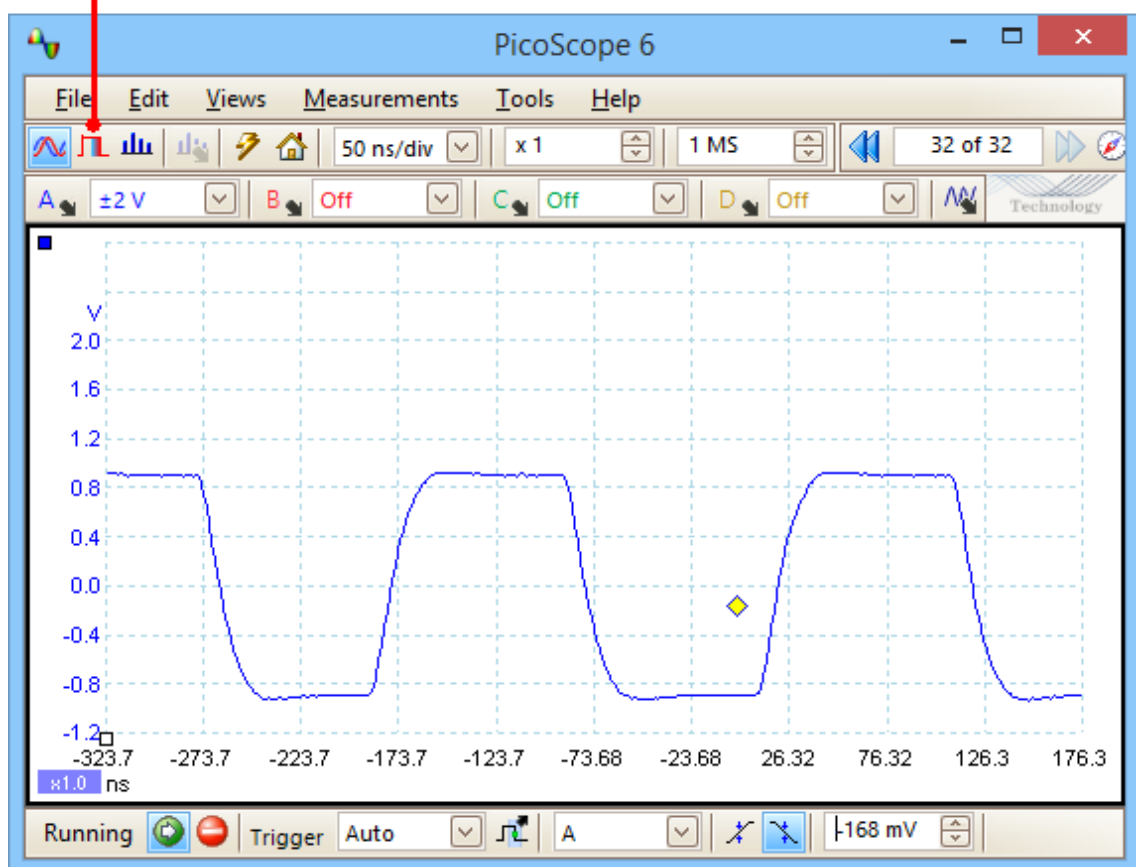 PicoScope 6
File Edit Views Measurements Tools Help
50 ns/div x 1 1 MS 32 of 32
A ±2 V B Off C Off D Off Technology
V
2.0
1.6
1.2
0.8
0.4
0.0
-0.4
-0.8
-1.2
-323.7 -273.7 -223.7 -173.7 -123.7 -73.68 -23.68 26.32 76.32 126.3 176.3
x1.0 ns
Running Trigger Auto A -168 mV